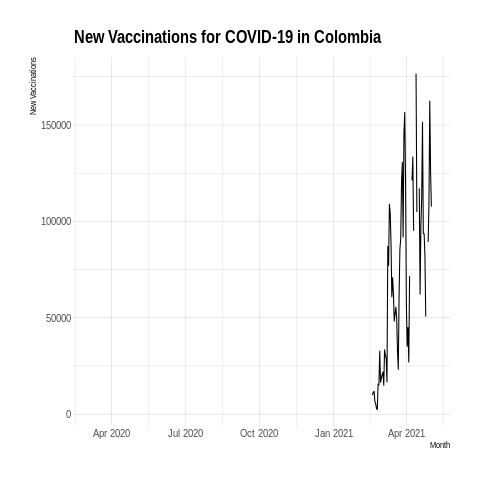 New Vaccinations for COVID-19 in Colombia
New Vaccinations
150000
100000
50000
0
Apr 2020 Jul 2020 Oct 2020 Jan 2021 Apr 2021
Month